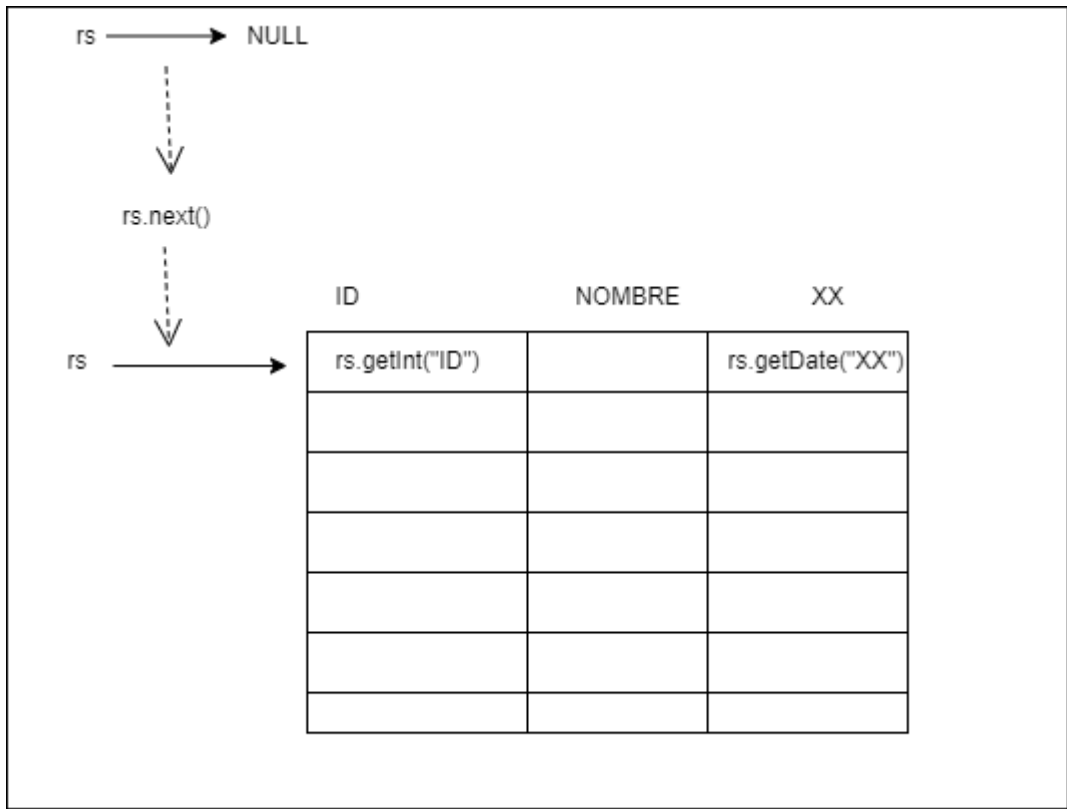 rs NULL
rs.next()
ID NOMBRE XX
rs rs.getInt("ID") rs.getDate("XX")